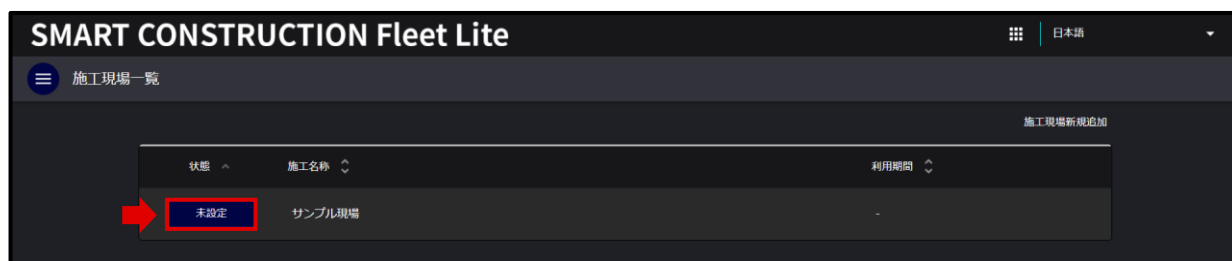 SMART CONSTRUCTION Fleet Lite 日本語
施工現場一覧
施工現場新規追加
状態 施工名称 利用期間
未設定 サンプル現場 -